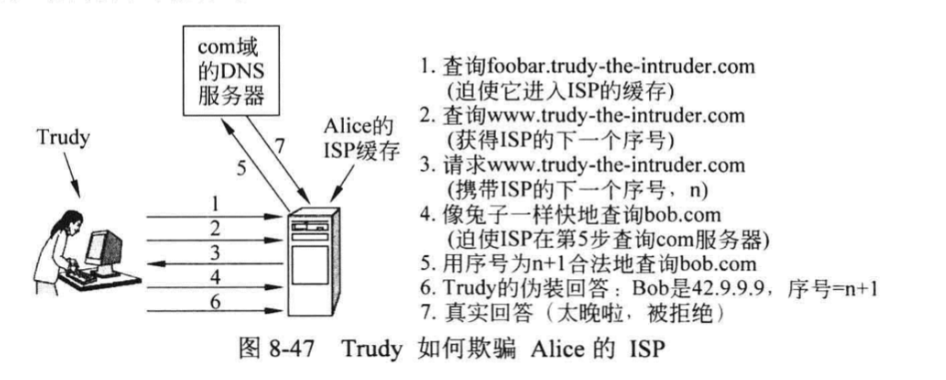 com域
的DNS
服务器
Trudy
Alice的
ISP缓存
7
5
1
2
3
4
6
1. 查询foobar.trudy-the-intruder.com
(迫使它进入ISP的缓存)
2. 查询www.trudy-the-intruder.com
(获得ISP的下一个序号)
3. 请求www.trudy-the-intruder.com
(携带ISP的下一个序号，n)
4. 像兔子一样快地查询bob.com
(迫使ISP在第5步查询com服务器)
5. 用序号为n+1合法地查询bob.com
6. Trudy的伪装回答：Bob是42.9.9.9，序号=n+1
7. 真实回答（太晚啦，被拒绝）
图 8-47 Trudy 如何欺骗 Alice 的 ISP